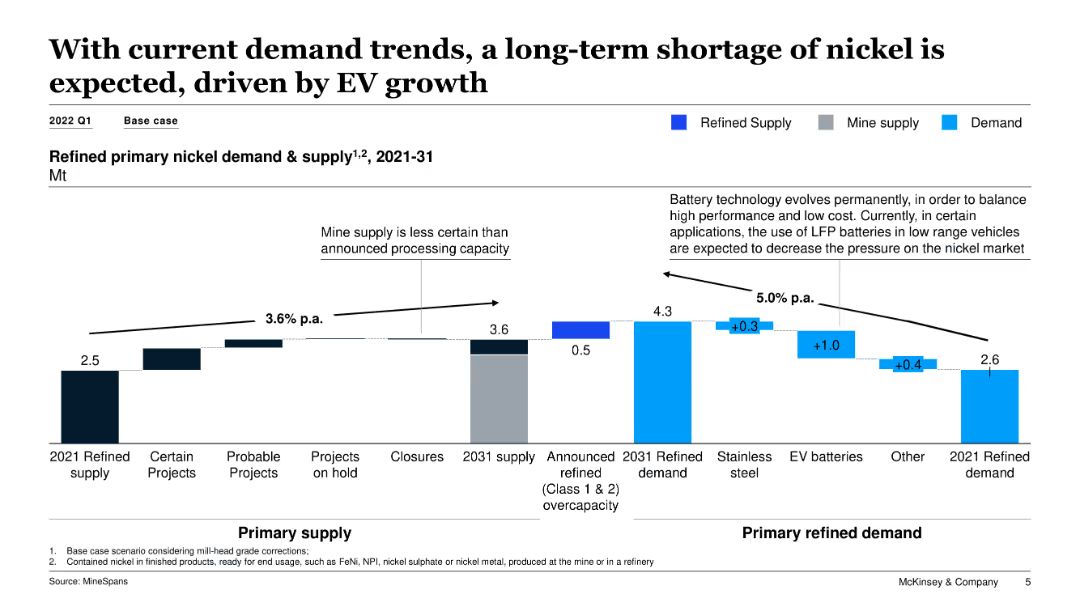 With current demand trends, a long-term shortage of nickel is
expected, driven by EV growth
2022 Q1 Base case
Refined Supply Mine supply Demand
Refined primary nickel demand & supply1,2, 2021-31
Mt
Mine supply is less certain than
announced processing capacity
Battery technology evolves permanently, in order to balance
high performance and low cost. Currently, in certain
applications, the use of LFP batteries in low range vehicles
are expected to decrease the pressure on the nickel market
3.6% p.a.
5.0% p.a.
2.5
3.6
0.5
4.3
+0.3
+1.0
+0.4
2.6
2021 Refined
supply
Certain
Projects
Probable
Projects
Projects
on hold
Closures
2031 supply
Announced
refined
(Class 1 & 2)
overcapacity
2031 Refined
demand
Stainless
steel
EV batteries
Other
2021 Refined
demand
Primary supply
Primary refined demand
1. Base case scenario considering mill-head grade corrections;
2. Contained nickel in finished products, ready for end usage, such as FeNi, NPI, nickel sulphate or nickel metal, produced at the mine or in a refinery
Source: MineSpans
McKinsey & Company 5